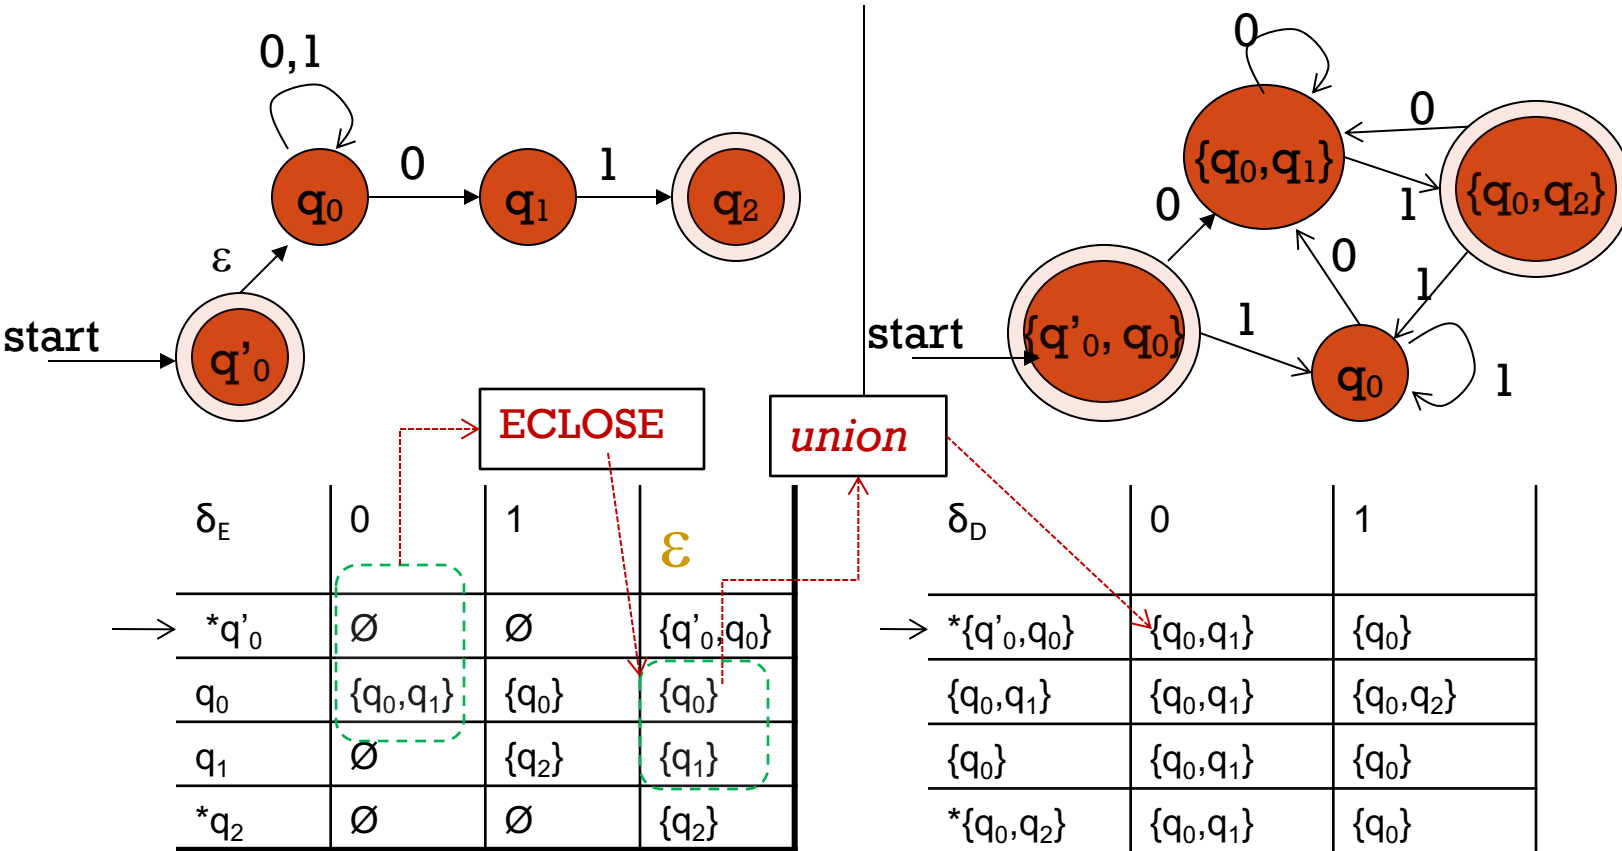 0,1
q₀
0
q₁
1
q₂
ε
start
q’₀
0
{q₀,q₁}
0
1
{q₀,q₂}
0
start
{q’₀, q₀}
1
0
1
q₀
1
ECLOSE
union
δE 0 1 ε
*q’₀ Ø Ø {q’₀,q₀}
q₀ {q₀,q₁} {q₀} {q₀}
q₁ Ø {q₂} {q₁}
*q₂ Ø Ø {q₂}
δD 0 1
*{q’₀,q₀} {q₀,q₁} {q₀}
{q₀,q₁} {q₀,q₁} {q₀,q₂}
{q₀} {q₀,q₁} {q₀}
*{q₀,q₂} {q₀,q₁} {q₀}